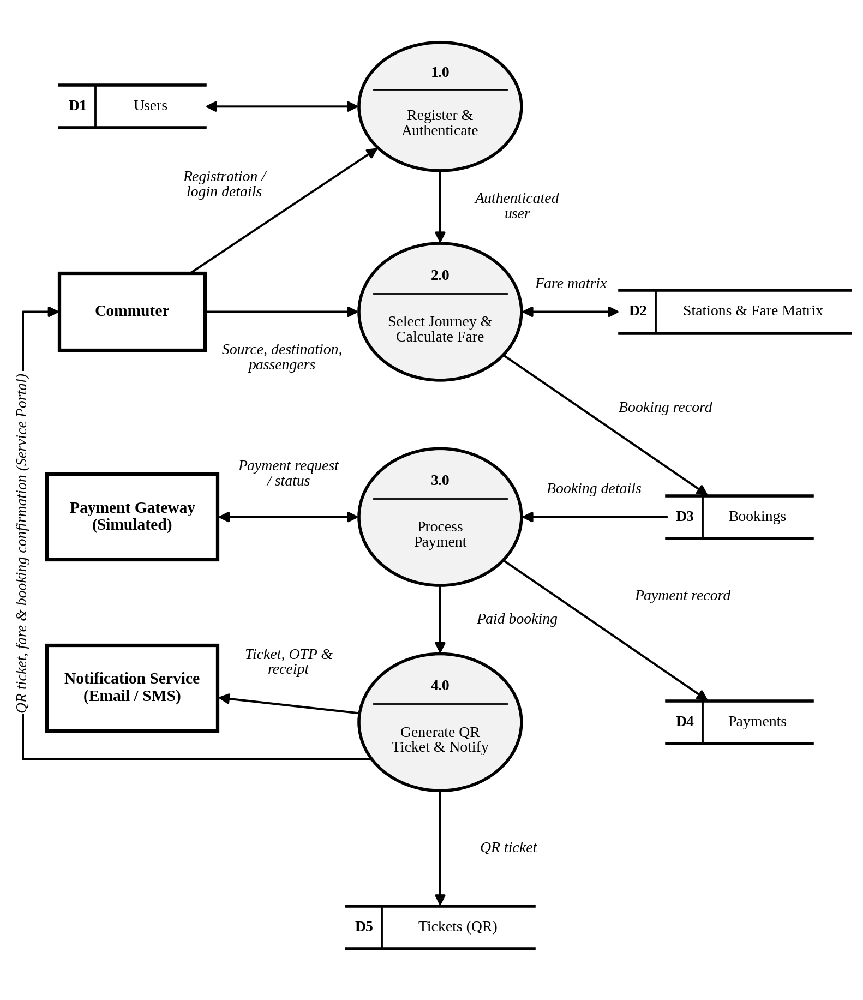 1.0
D1
Users
Register &
Authenticate
Registration /
login details
Authenticated
user
2.0
Fare matrix
Commuter
D2
Stations & Fare Matrix
Select Journey &
Calculate Fare
Source, destination,
passengers
QR ticket, fare & booking confirmation (Service Portal)
Booking record
Payment request
/ status
3.0
Booking details
Payment Gateway
(Simulated)
D3
Bookings
Process
Payment
Payment record
Paid booking
Ticket, OTP &
receipt
4.0
Notification Service
(Email / SMS)
D4
Payments
Generate QR
Ticket & Notify
QR ticket
D5
Tickets (QR)